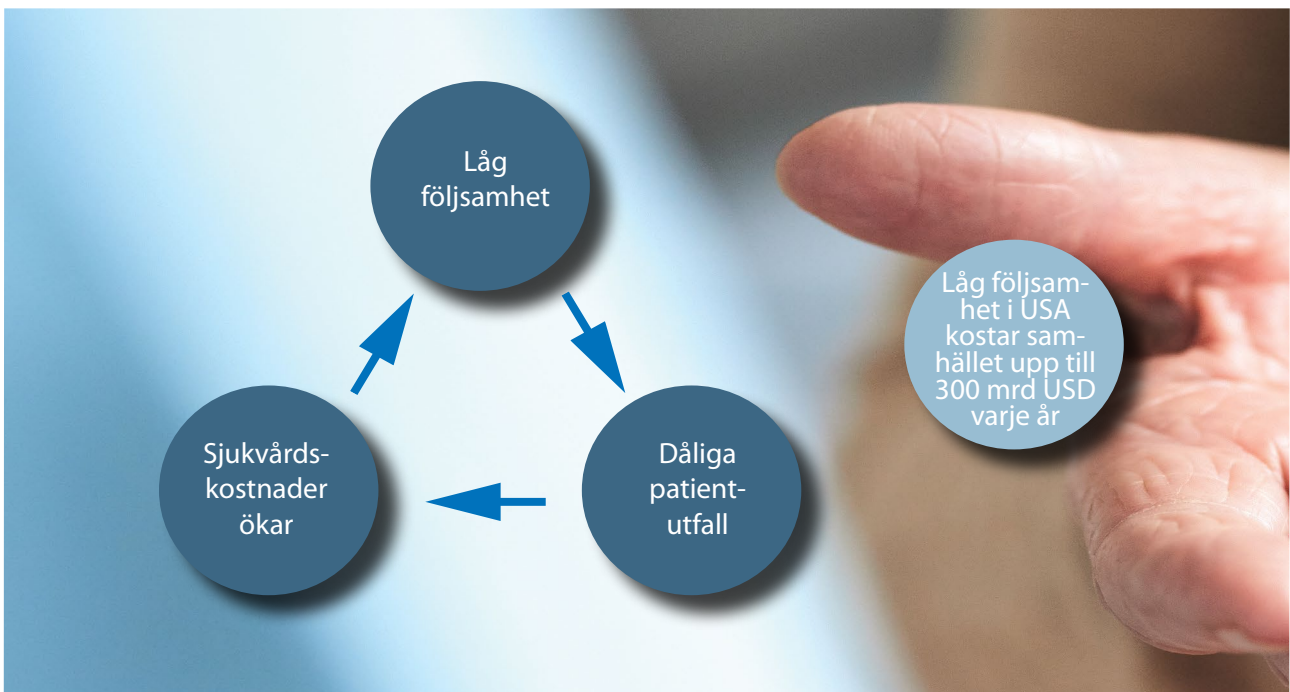 Låg
följsamhet
Sjukvårds-
kostnader
ökar
Dåliga
patient-
utfall
Låg följsam-
het i USA
kostar sam-
hället upp till
300 mrd USD
varje år